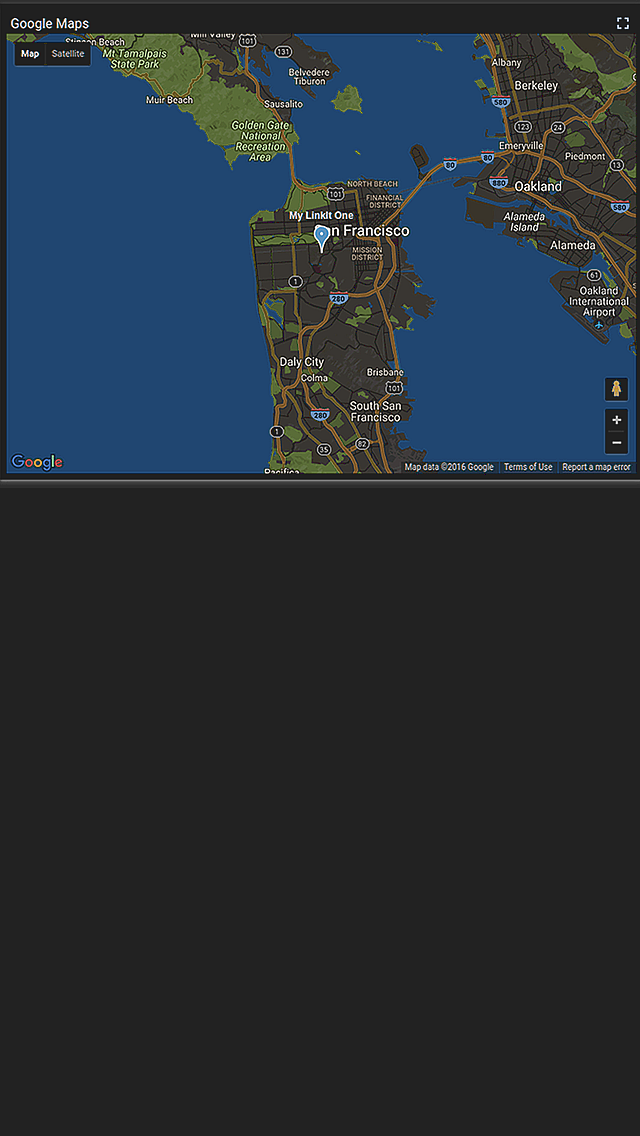 Google Maps
Map
Satellite
Stinson Beach
Mt Tamalpais
State Park
Mill Valley
101
131
Belvedere
Tiburon
Muir Beach
Sausalito
Golden Gate
National
Recreation
Area
Albany
Berkeley
580
123
24
Emeryville
80
80
Piedmont
13
880
Oakland
580
NORTH BEACH
101
FINANCIAL
DISTRICT
My LinkIt One
San Francisco
MISSION
DISTRICT
Alameda
Island
Alameda
61
Oakland
International
Airport
1
280
Daly City
Colma
Brisbane
101
South San
Francisco
280
1
35
82
Pacifica
Google
Map data ©2016 Google
Terms of Use
Report a map error